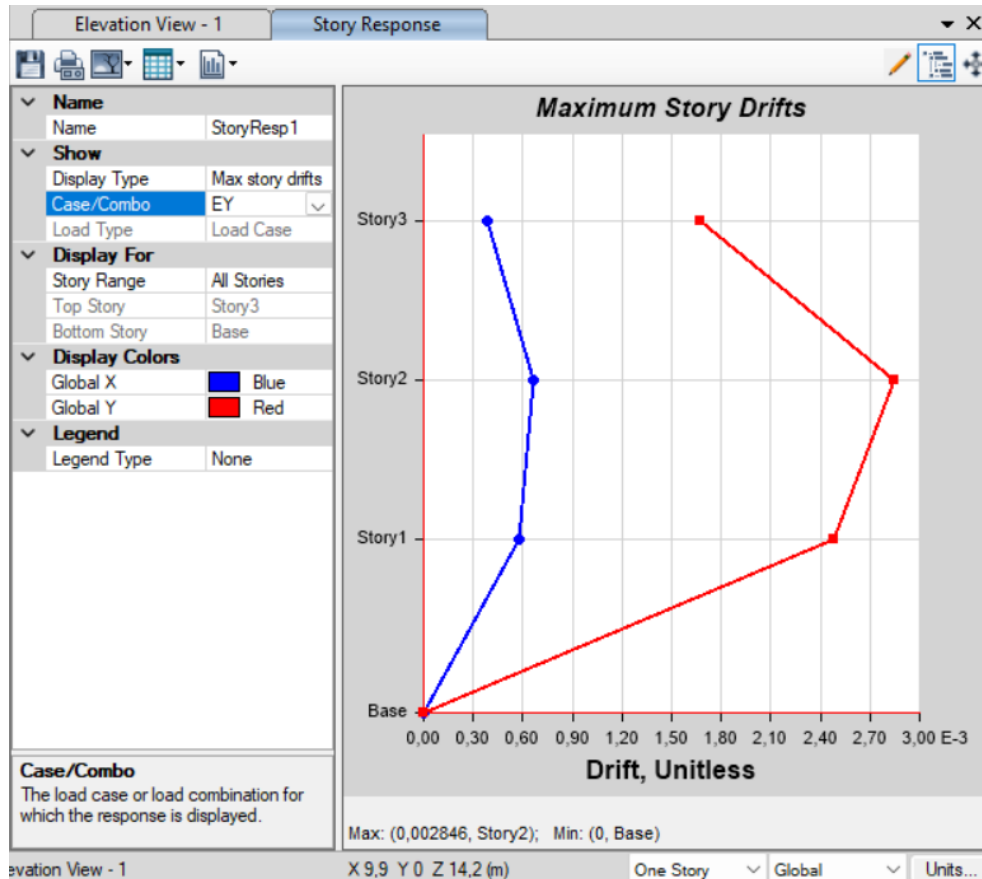 Elevation View - 1
Story Response
Name
Name StoryResp1
Show
Display Type Max story drifts
Case/Combo EY
Load Type Load Case
Display For
Story Range All Stories
Top Story Story3
Bottom Story Base
Display Colors
Global X Blue
Global Y Red
Legend
Legend Type None
Case/Combo
The load case or load combination for
which the response is displayed.
Maximum Story Drifts
Story3
Story2
Story1
Base
0,00 0,30 0,60 0,90 1,20 1,50 1,80 2,10 2,40 2,70 3,00 E-3
Drift, Unitless
Max: (0,002846, Story2); Min: (0, Base)
evation View - 1 X 9,9 Y 0 Z 14,2 (m) One Story Global Units...